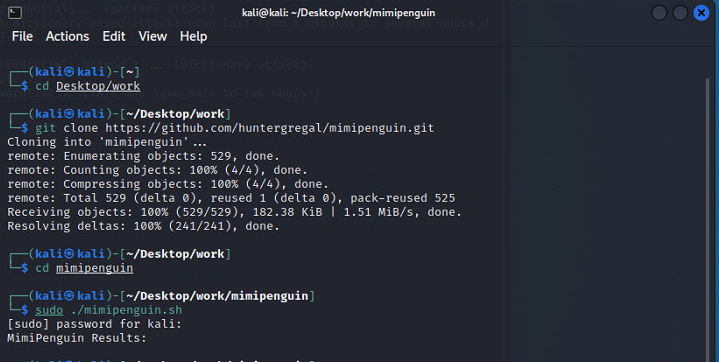 kali@kali: ~/Desktop/work/mimipenguin
File Actions Edit View Help
┌──(kali㉿kali)-[~]
└─$ cd Desktop/work
┌──(kali㉿kali)-[~/Desktop/work]
└─$ git clone https://github.com/huntergregal/mimipenguin.git
Cloning into 'mimipenguin'...
remote: Enumerating objects: 529, done.
remote: Counting objects: 100% (4/4), done.
remote: Compressing objects: 100% (4/4), done.
remote: Total 529 (delta 0), reused 1 (delta 0), pack-reused 525
Receiving objects: 100% (529/529), 182.38 KiB | 1.51 MiB/s, done.
Resolving deltas: 100% (241/241), done.
┌──(kali㉿kali)-[~/Desktop/work]
└─$ cd mimipenguin
┌──(kali㉿kali)-[~/Desktop/work/mimipenguin]
└─$ sudo ./mimipenguin.sh
[sudo] password for kali:
MimiPenguin Results: